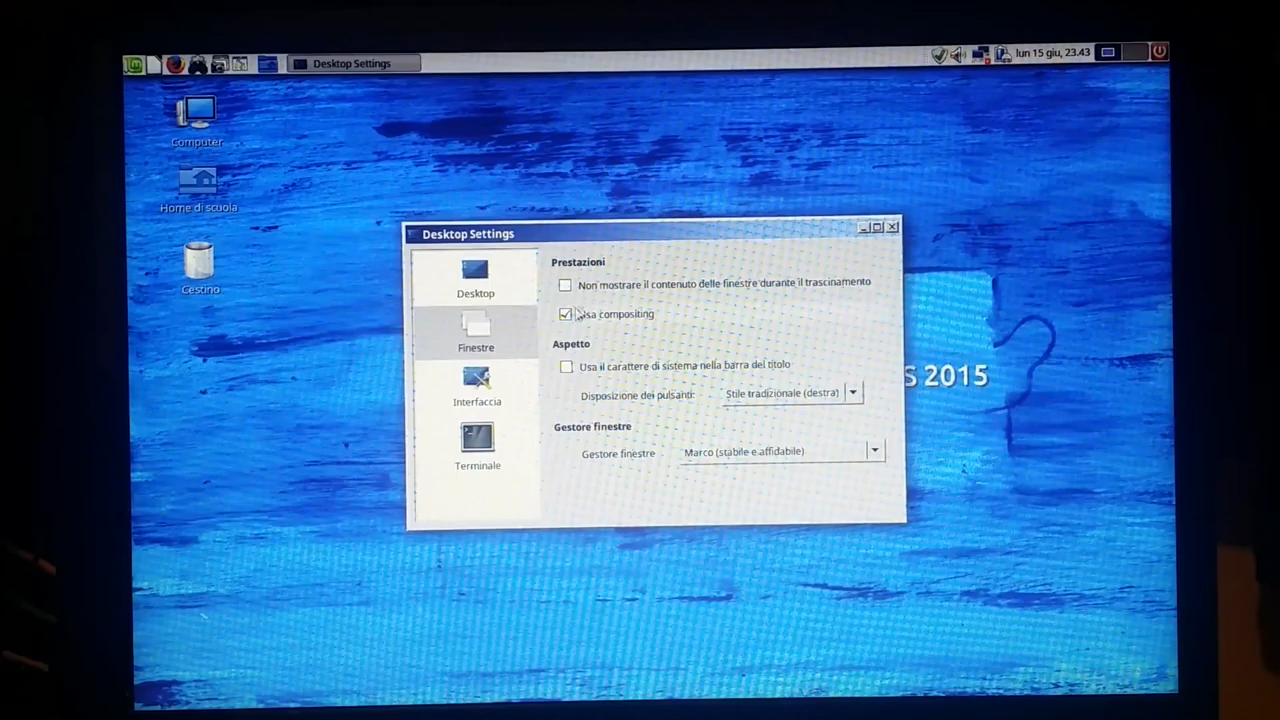 Desktop Settings
lun 15 giu, 23.43
Computer
Home di scuola
Cestino
Desktop Settings
Desktop
Finestre
Interfaccia
Terminale
Prestazioni
Non mostrare il contenuto delle finestre durante il trascinamento
compositing
Aspetto
Usa il carattere di sistema nella barra del titolo
Disposizione dei pulsanti: Stile tradizionale (destra)
Gestore finestre
Gestore finestre Marco (stabile e affidabile)
S 2015